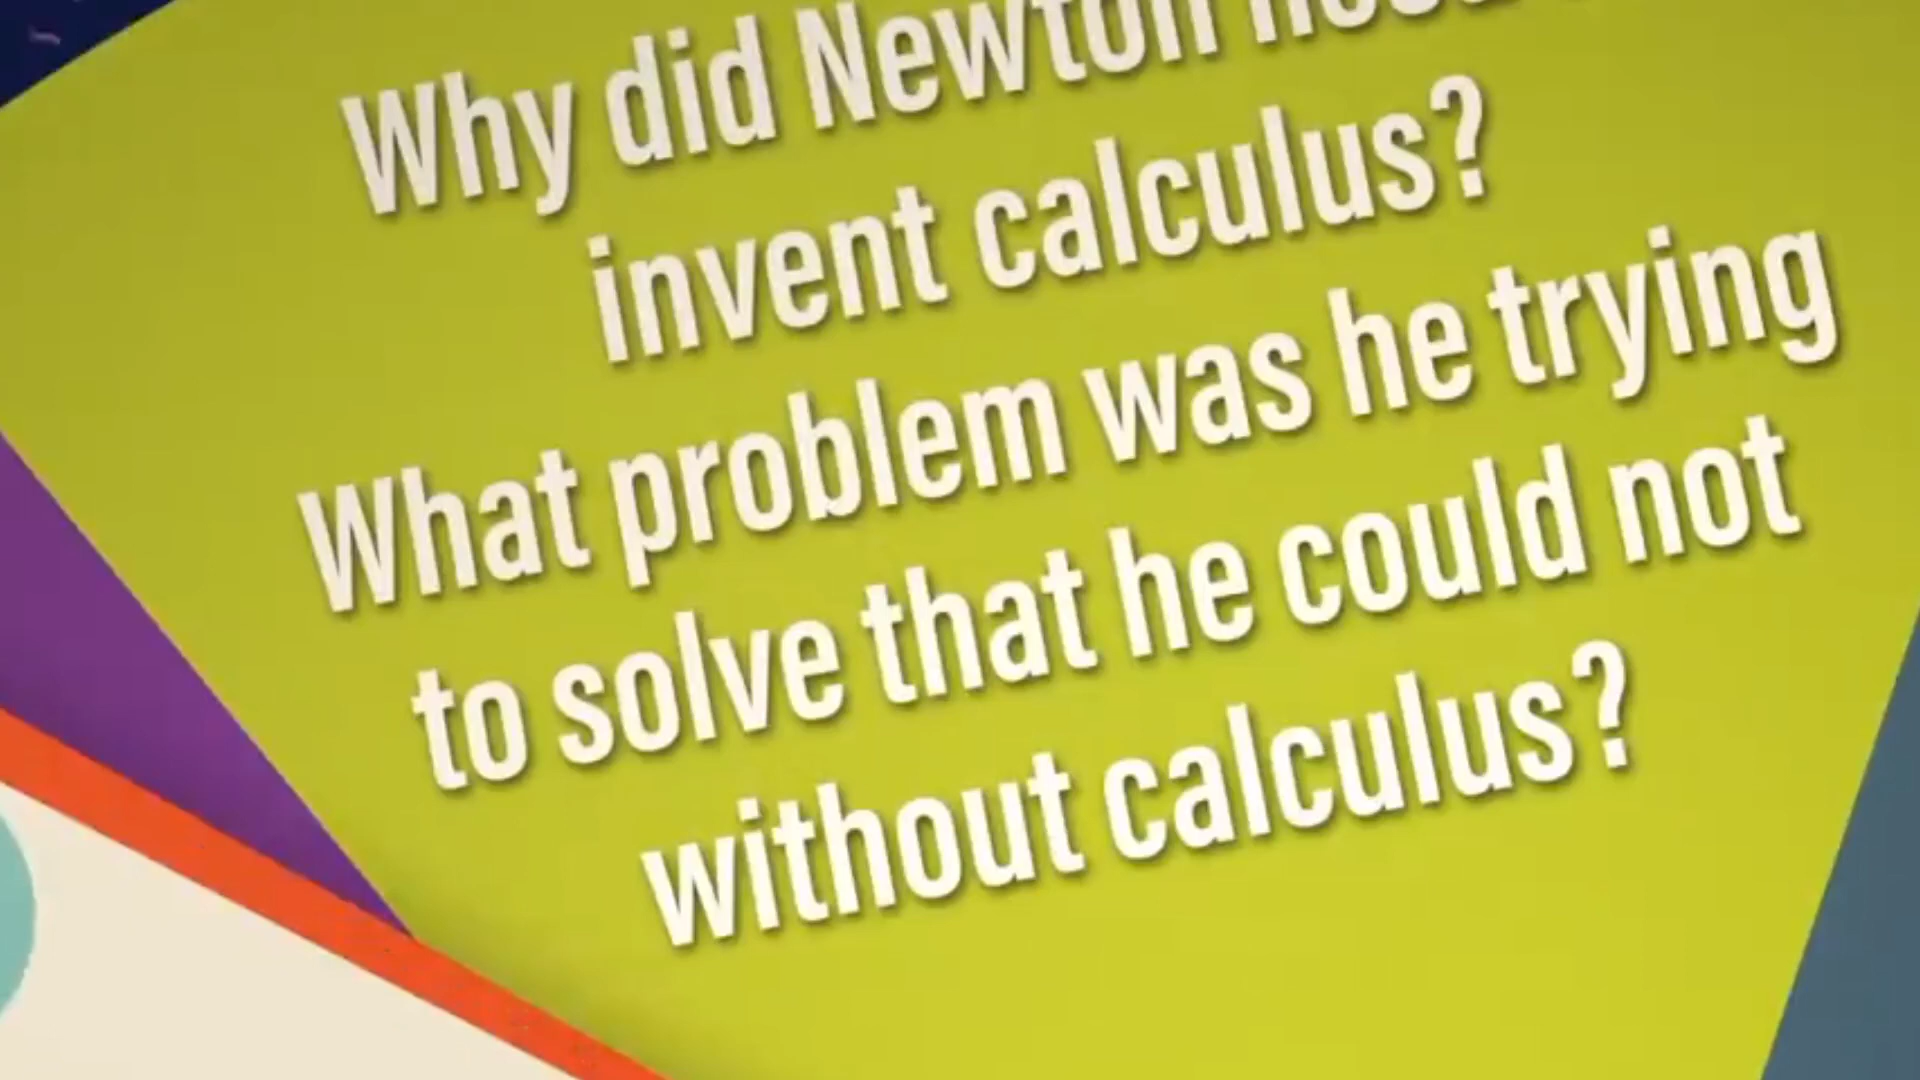 Why did Newton
invent calculus?
What problem was he trying
to solve that he could not
without calculus?